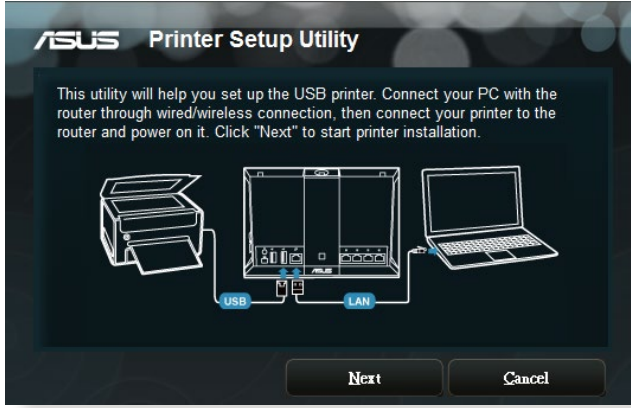 ASUS Printer Setup Utility
This utility will help you set up the USB printer. Connect your PC with the
router through wired/wireless connection, then connect your printer to the
router and power on it. Click "Next" to start printer installation.
ASUS
USB LAN
Next Cancel